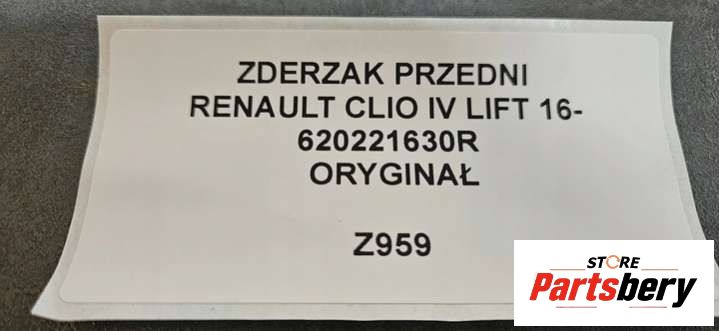 ZDERZAK PRZEDNI
RENAULT CLIO IV LIFT 16-
620221630R
ORYGINAŁ
Z959
STORE
Partsbery